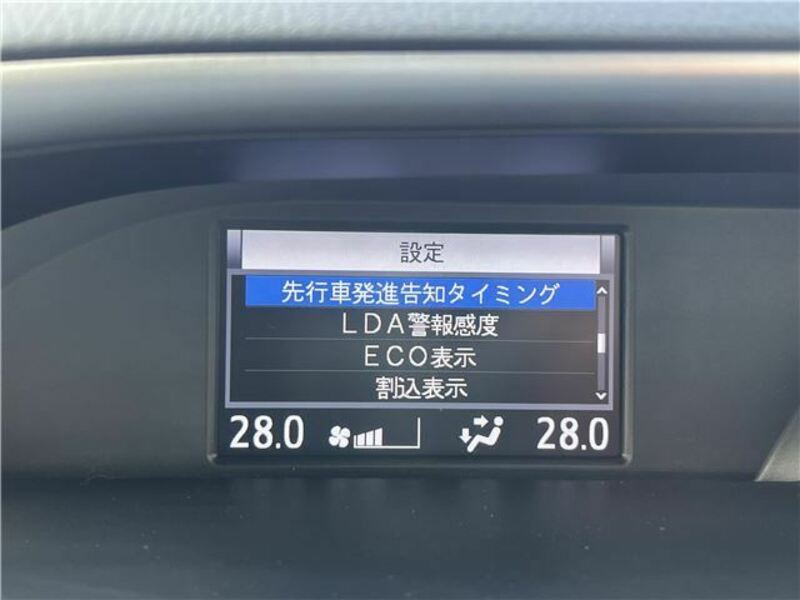 設定
先行車発進告知タイミング
ＬＤＡ警報感度
ＥＣＯ表示
割込表示
28.0 28.0